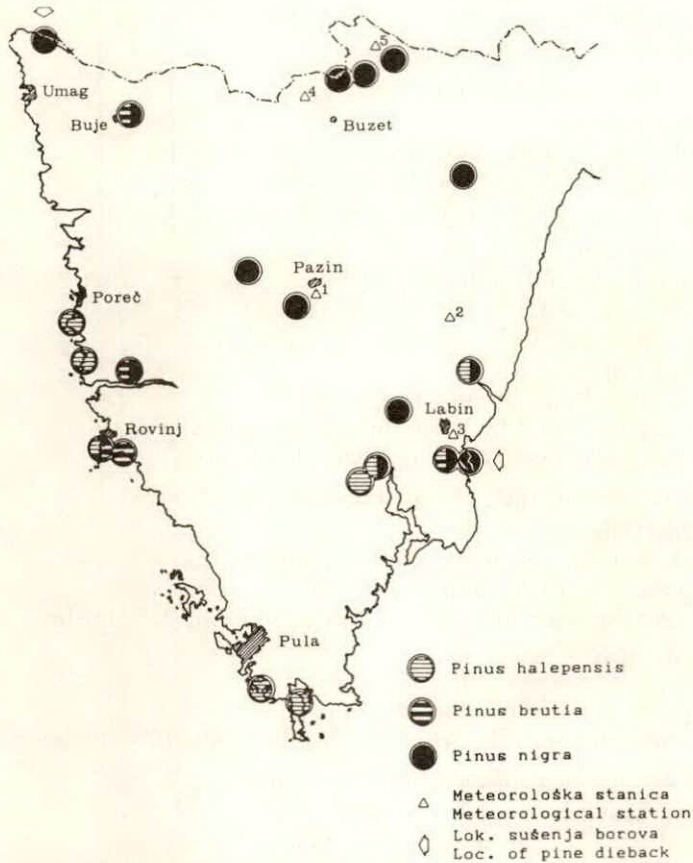 5
Umag
4
Buje
Buzet
Pazin
1
Poreč
2
Labin
3
Rovinj
Pula
Pinus halepensis
Pinus brutia
Pinus nigra
Meteorološka stanica
Meteorological station
Lok. sušenja borova
Loc. of pine dieback